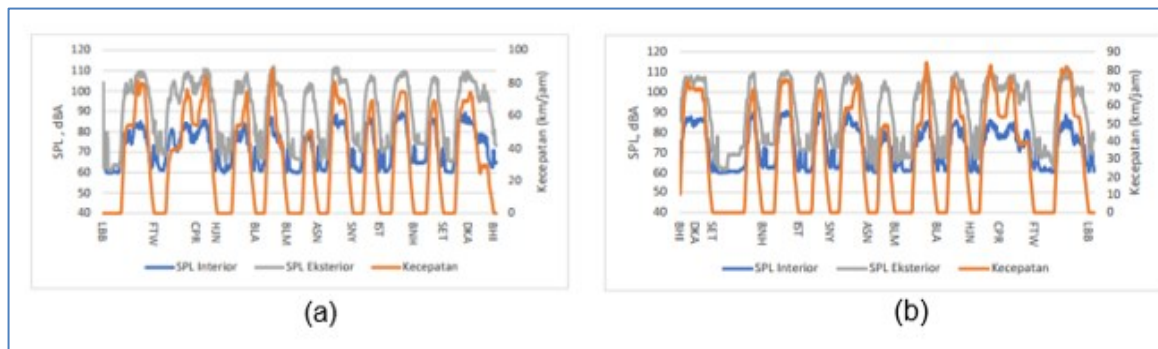 120
110
100
90
80
70
60
50
40
SPL, dBA
100
80
60
40
20
0
Kecepatan (km/jam)
LBB
FTW
CPR
HJN
BLA
BLM
ASN
SNY
IST
BNH
SET
DKA
BHI
SPL Interior
SPL Eksterior
Kecepatan
(a)
120
110
100
90
80
70
60
50
40
SPL, dBA
90
80
70
60
50
40
30
20
10
0
Kecepatan (km/jam)
BHI
DKA
SET
BNH
IST
SNY
ASN
BLM
BLA
HJN
CPR
FTW
LBB
SPL Interior
SPL Eksterior
Kecepatan
(b)